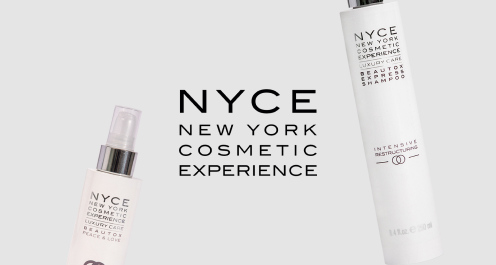 NYCE
NEW YORK
COSMETIC
EXPERIENCE
LUXURY CARE
BEAUTOX
EXPRESS
SHAMPOO
INTENSIVE
RESTRUCTURING
NYCE
NEW YORK
COSMETIC
EXPERIENCE
NYCE
NEW YORK
COSMETIC
EXPERIENCE
LUXURY CARE
BEAUTOX
PEACE & LOVE